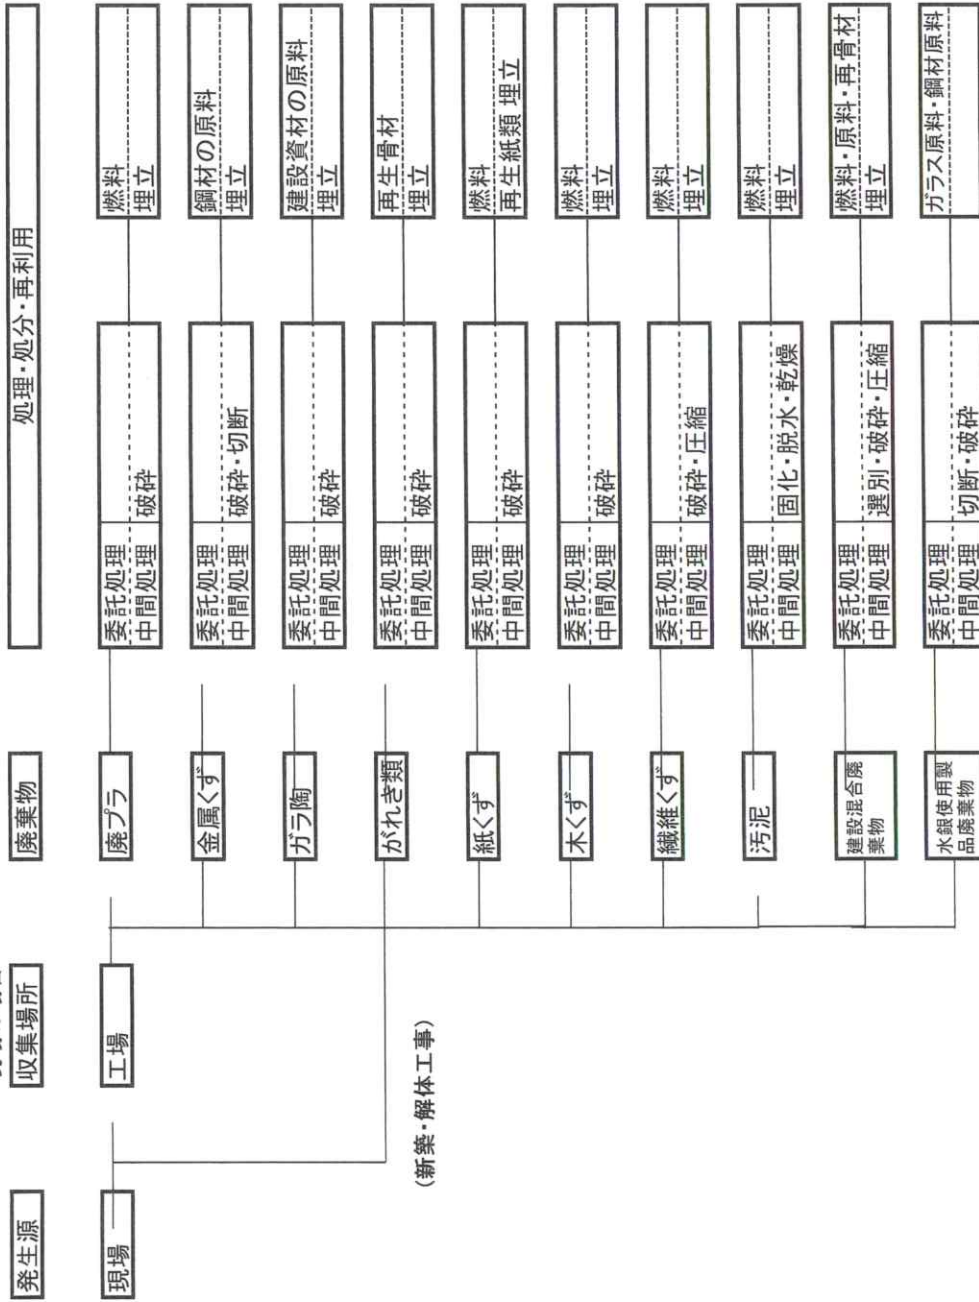 発生源
収集場所
廃棄物
処理・処分・再利用
現場
工場
(新築・解体工事)
廃プラ
委託処理
中間処理
破砕
燃料
埋立
金属くず
委託処理
中間処理
破砕・切断
鋼材の原料
埋立
ガラ陶
委託処理
中間処理
破砕
建設資材の原料
埋立
がれき類
委託処理
中間処理
破砕
再生骨材
埋立
紙くず
委託処理
中間処理
破砕
燃料
再生紙類 埋立
木くず
委託処理
中間処理
破砕
燃料
埋立
繊維くず
委託処理
中間処理
破砕・圧縮
燃料
埋立
汚泥
委託処理
中間処理
固化・脱水・乾燥
燃料
埋立
建設混合廃
棄物
委託処理
中間処理
選別・破砕・圧縮
燃料・原料・再骨材
埋立
水銀使用製
品廃棄物
委託処理
中間処理
切断・破砕
ガラス原料・鋼材原料